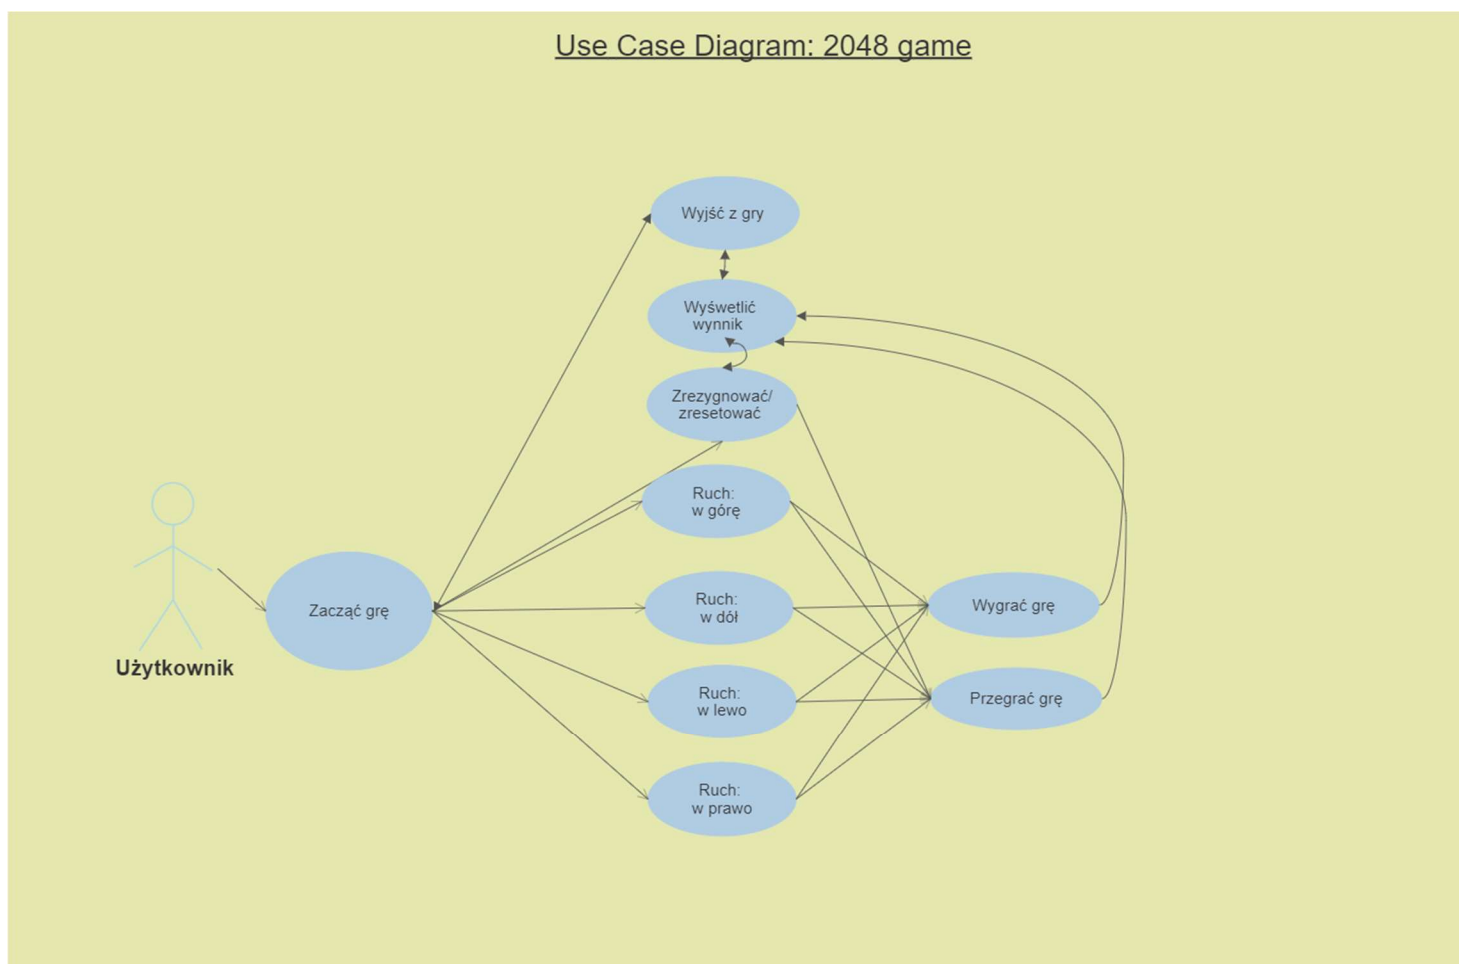 Use Case Diagram: 2048 game
Wyjść z gry
Wyśwetlić
wynnik
Zrezygnować/
zresetować
Ruch:
w górę
Ruch:
w dół
Ruch:
w lewo
Ruch:
w prawo
Zacząć grę
Użytkownik
Wygrać grę
Przegrać grę